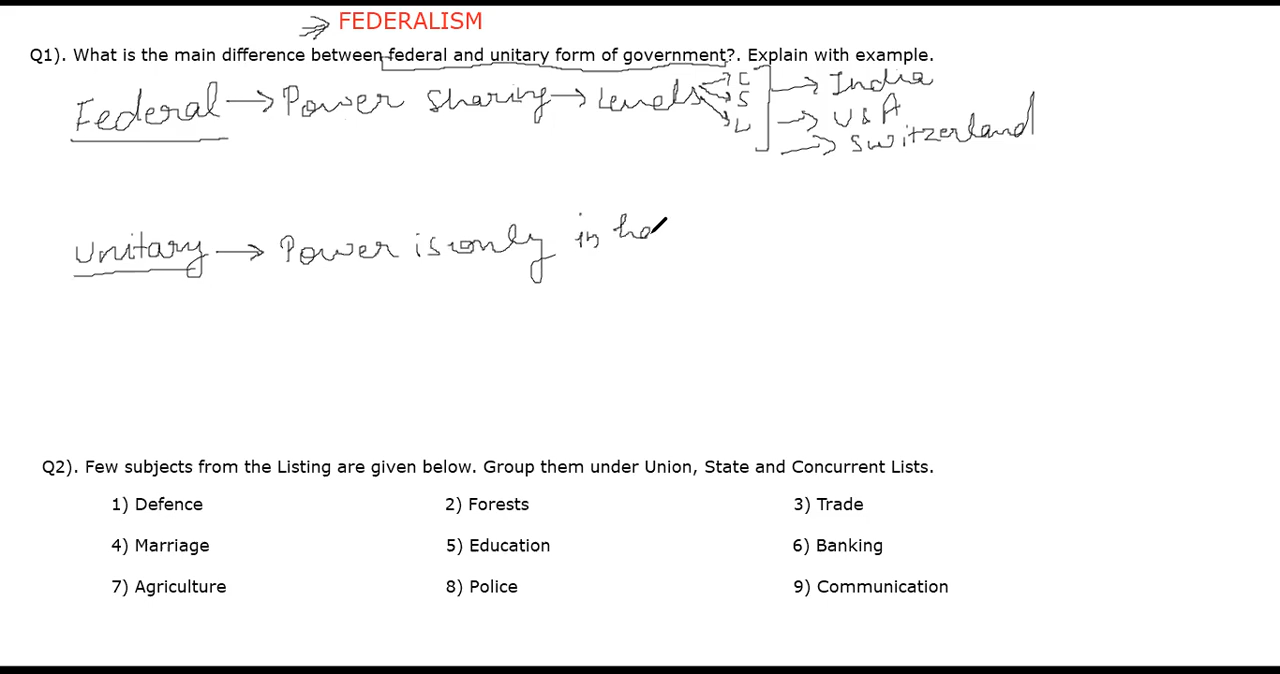 FEDERALISM
Q1). What is the main difference between federal and unitary form of government?. Explain with example.
Federal → Power Sharing → Levels C S L → India
→ USA
→ Switzerland
Unitary → Power is only in ha
Q2). Few subjects from the Listing are given below. Group them under Union, State and Concurrent Lists.
1) Defence 2) Forests 3) Trade
4) Marriage 5) Education 6) Banking
7) Agriculture 8) Police 9) Communication